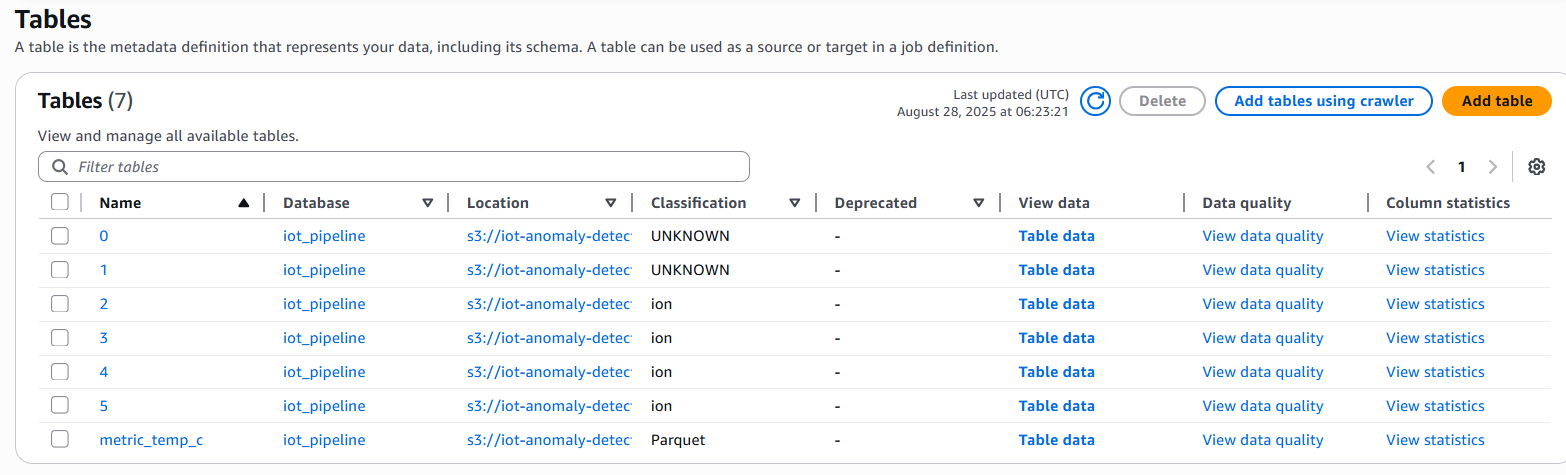 Tables
A table is the metadata definition that represents your data, including its schema. A table can be used as a source or target in a job definition.
Tables (7)
Last updated (UTC)
August 28, 2025 at 06:23:21
Delete
Add tables using crawler
Add table
View and manage all available tables.
Filter tables
1
Name Database Location Classification Deprecated View data Data quality Column statistics
0 iot_pipeline s3://iot-anomaly-detec UNKNOWN - Table data View data quality View statistics
1 iot_pipeline s3://iot-anomaly-detec UNKNOWN - Table data View data quality View statistics
2 iot_pipeline s3://iot-anomaly-detec ion - Table data View data quality View statistics
3 iot_pipeline s3://iot-anomaly-detec ion - Table data View data quality View statistics
4 iot_pipeline s3://iot-anomaly-detec ion - Table data View data quality View statistics
5 iot_pipeline s3://iot-anomaly-detec ion - Table data View data quality View statistics
metric_temp_c iot_pipeline s3://iot-anomaly-detec Parquet - Table data View data quality View statistics